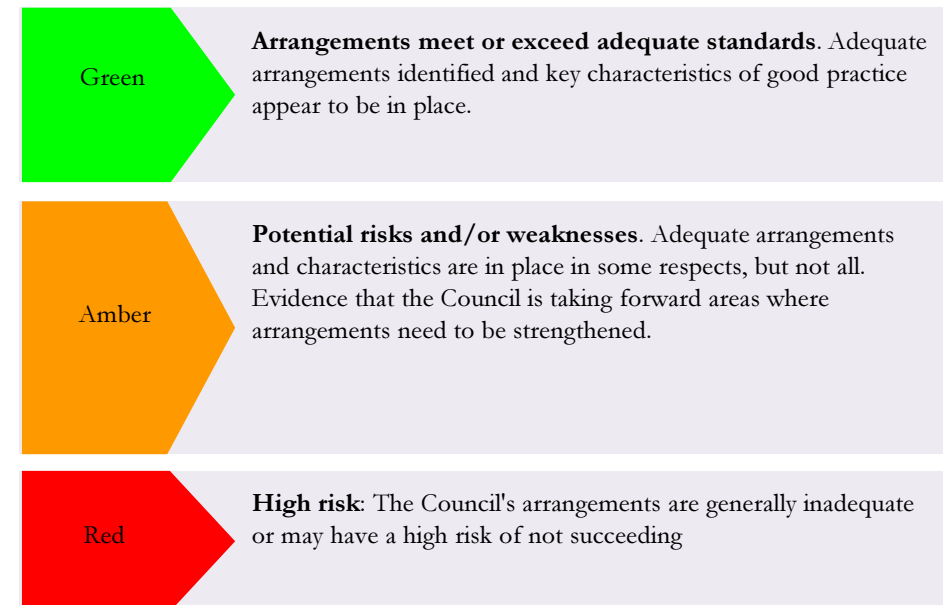 Green
Arrangements meet or exceed adequate standards. Adequate
arrangements identified and key characteristics of good practice
appear to be in place.
Amber
Potential risks and/or weaknesses. Adequate arrangements
and characteristics are in place in some respects, but not all.
Evidence that the Council is taking forward areas where
arrangements need to be strengthened.
Red
High risk: The Council's arrangements are generally inadequate
or may have a high risk of not succeeding